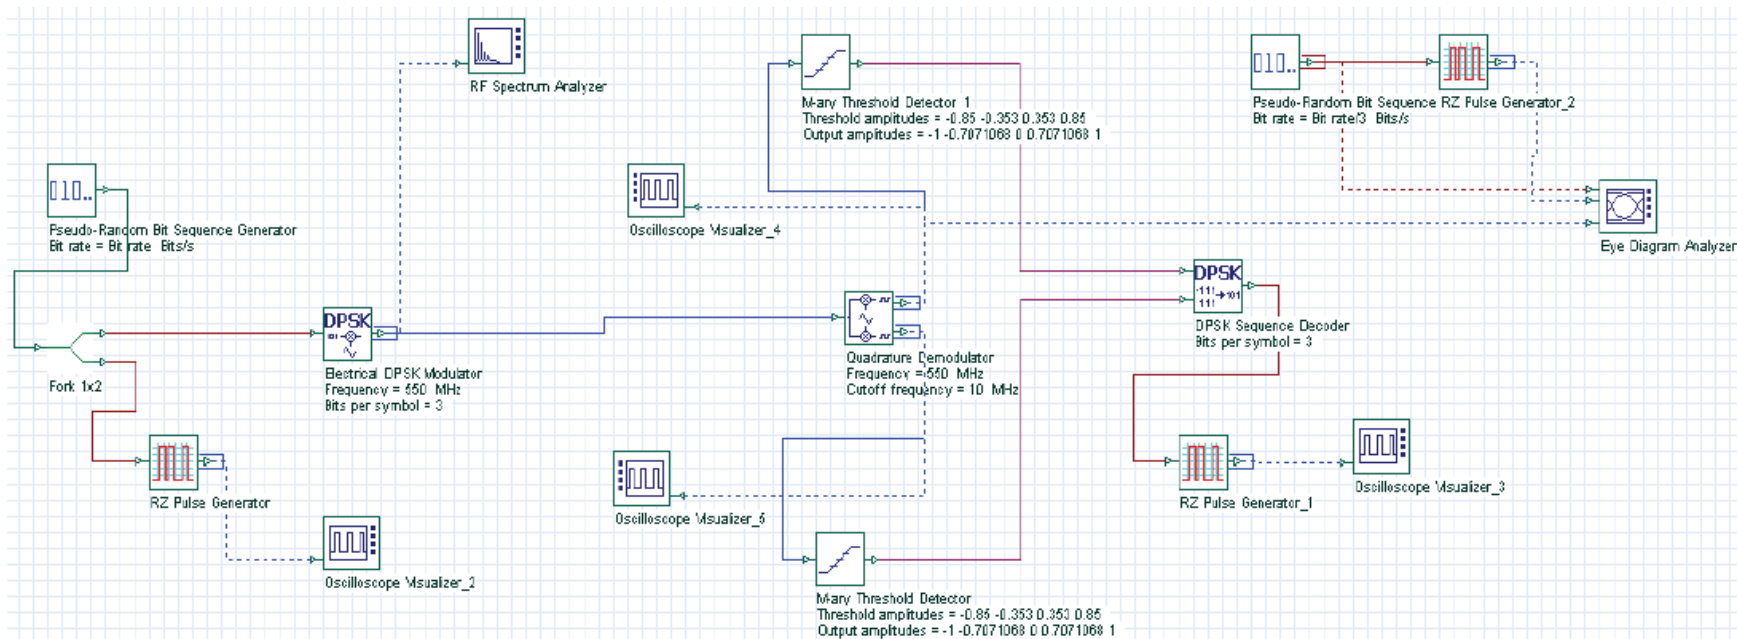 RF Spectrum Analyzer
M-ary Threshold Detector_1
Threshold amplitudes = -0.85 -0.353 0.353 0.85
Output amplitudes = -1 -0.7071068 0 0.7071068 1
010..
Pseudo-Random Bit Sequence
Bit rate = Bit rate/3 Bits/s
RZ Pulse Generator_2
010..
Pseudo-Random Bit Sequence Generator
Bit rate = Bit rate Bits/s
Oscilloscope Visualizer_4
Eye Diagram Analyzer
DPSK
-11!
11!
→101
DPSK Sequence Decoder
Bits per symbol = 3
DPSK
Electrical DPSK Modulator
Frequency = 550 MHz
Bits per symbol = 3
Quadrature Demodulator
Frequency = 550 MHz
Cutoff frequency = 10 MHz
Fork 1x2
RZ Pulse Generator
Oscilloscope Visualizer_2
Oscilloscope Visualizer_5
RZ Pulse Generator_1
Oscilloscope Visualizer_3
M-ary Threshold Detector
Threshold amplitudes = -0.85 -0.353 0.353 0.85
Output amplitudes = -1 -0.7071068 0 0.7071068 1